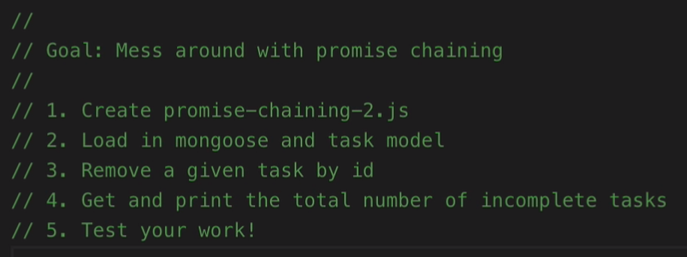 //
// Goal: Mess around with promise chaining
//
// 1. Create promise-chaining-2.js
// 2. Load in mongoose and task model
// 3. Remove a given task by id
// 4. Get and print the total number of incomplete tasks
// 5. Test your work!